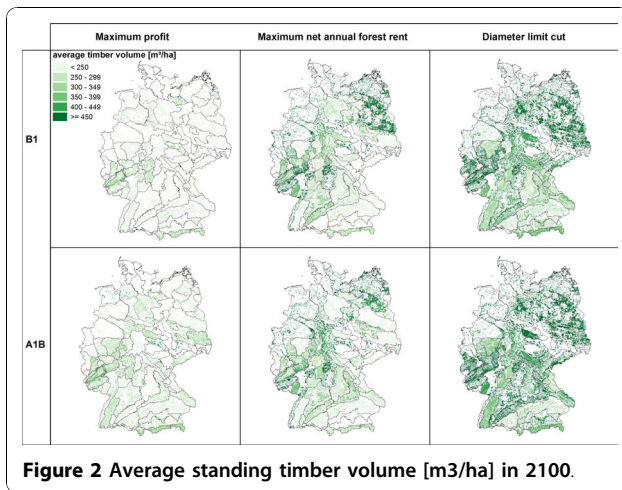 Maximum profit
Maximum net annual forest rent
Diameter limit cut
average timber volume [m³/ha]
< 250
250 - 299
300 - 349
350 - 399
400 - 449
>= 450
B1
A1B
Figure 2 Average standing timber volume [m3/ha] in 2100.